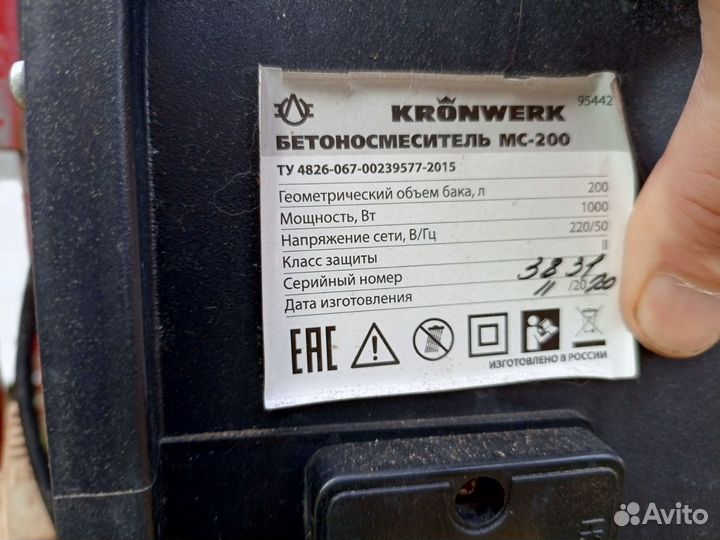 KRONWERK 95442
БЕТОНОСМЕСИТЕЛЬ МС-200
ТУ 4826-067-00239577-2015
Геометрический объем бака, л 200
Мощность, Вт 1000
Напряжение сети, В/Гц 220/50
Класс защиты II
Серийный номер 3831
Дата изготовления 11 /2020
EAC
ИЗГОТОВЛЕНО В РОССИИ
Avito